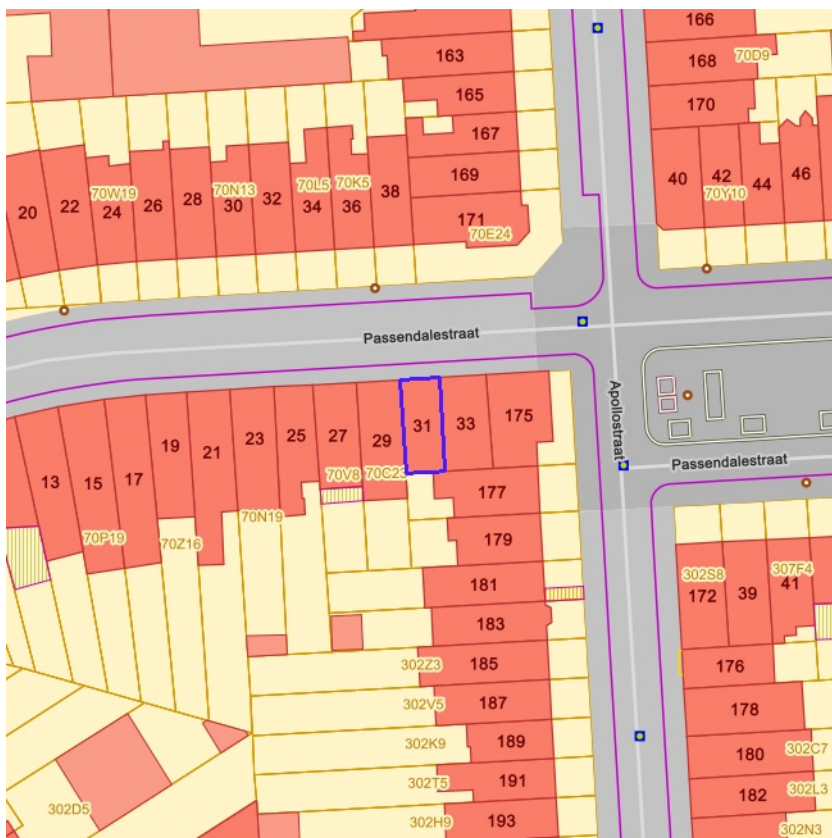 163
165
167
169
171
70E24
166
168
70D9
170
20
22
70W19
24
26
28
70N13
30
32
70L5
34
70K5
36
38
40
42
70Y10
44
46
Passendalestraat
Apollostraat
Passendalestraat
13
15
70P19
17
19
70Z16
21
23
70N19
25
27
70V8
29
70C23
31
33
175
177
179
181
183
302Z3
185
302V5
187
302K9
189
302T5
191
302H9
193
302D5
302S8
172
39
307F4
41
176
178
180
302C7
182
302L3
302N3